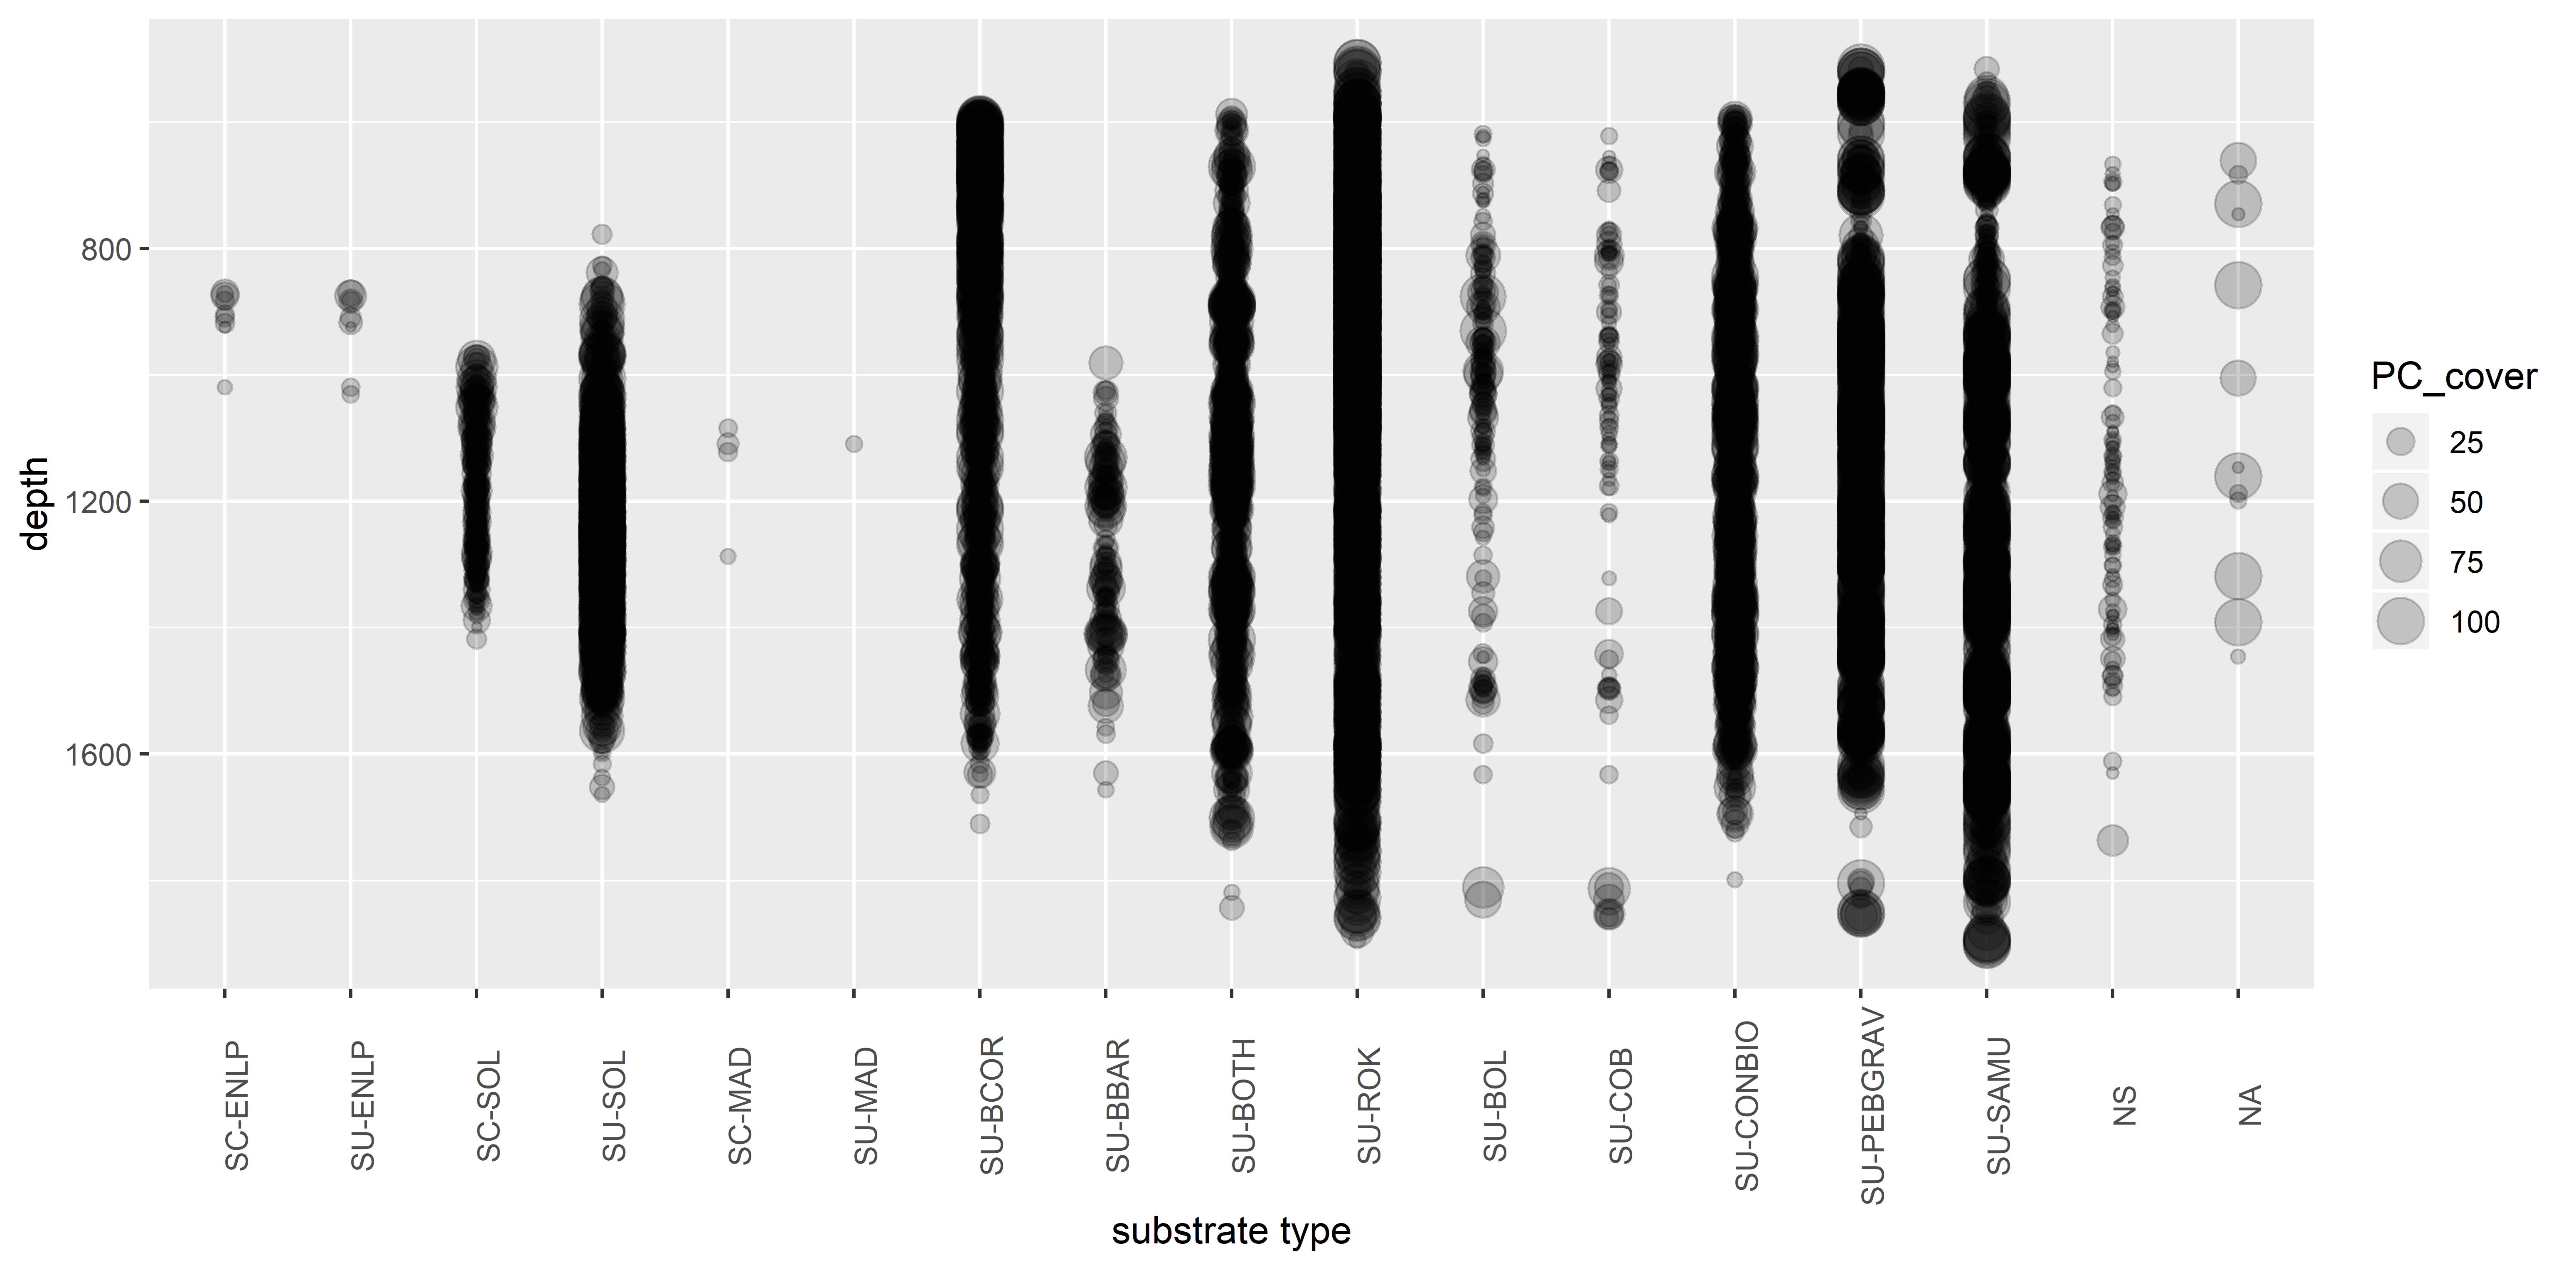 depth
800
1200
1600
SC-ENLP
SU-ENLP
SC-SOL
SU-SOL
SC-MAD
SU-MAD
SU-BCOR
SU-BBAR
SU-BOTH
SU-ROK
SU-BOL
SU-COB
SU-CONBIO
SU-PEBGRAV
SU-SAMU
NS
NA
substrate type
PC_cover
25
50
75
100